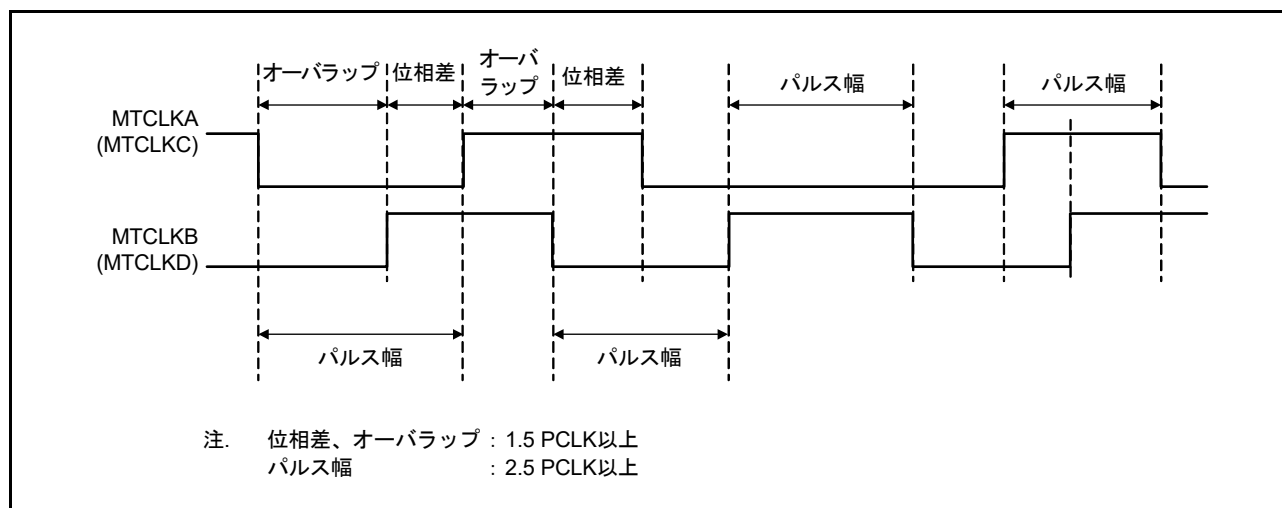 オーバラップ
位相差
オーバ
ラップ
位相差
パルス幅
パルス幅
MTCLKA
(MTCLKC)
MTCLKB
(MTCLKD)
パルス幅
パルス幅
注. 位相差、オーバラップ : 1.5 PCLK以上
パルス幅 : 2.5 PCLK以上